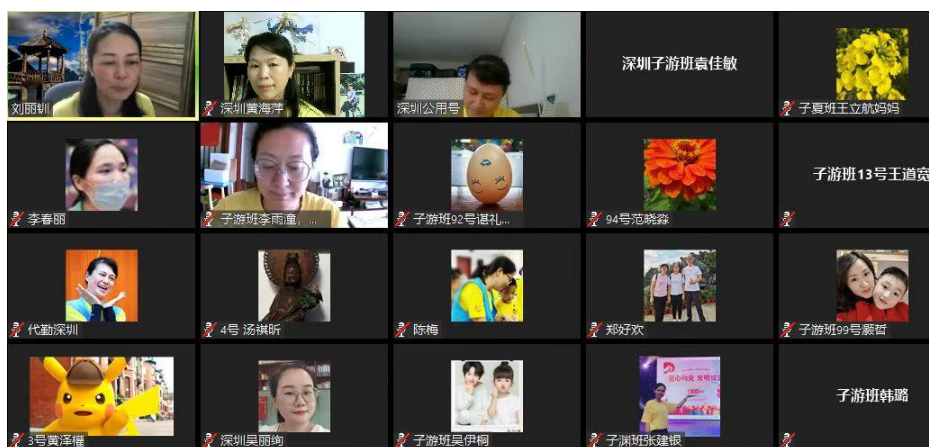 刘丽钏
深圳黄海萍
深圳公用号
深圳子游班袁佳敏
子夏班王立航妈妈
李春丽
子游班李雨潼，...
子游班92号谌礼...
94号范晓淼
子游班13号王道宽
代勤深圳
4号 汤祺昕
陈梅
郑好欢
子游班99号颢哲
3号黄泽橦
深圳吴丽绚
子游班吴伊桐
子渊班张建银
子游班韩璐